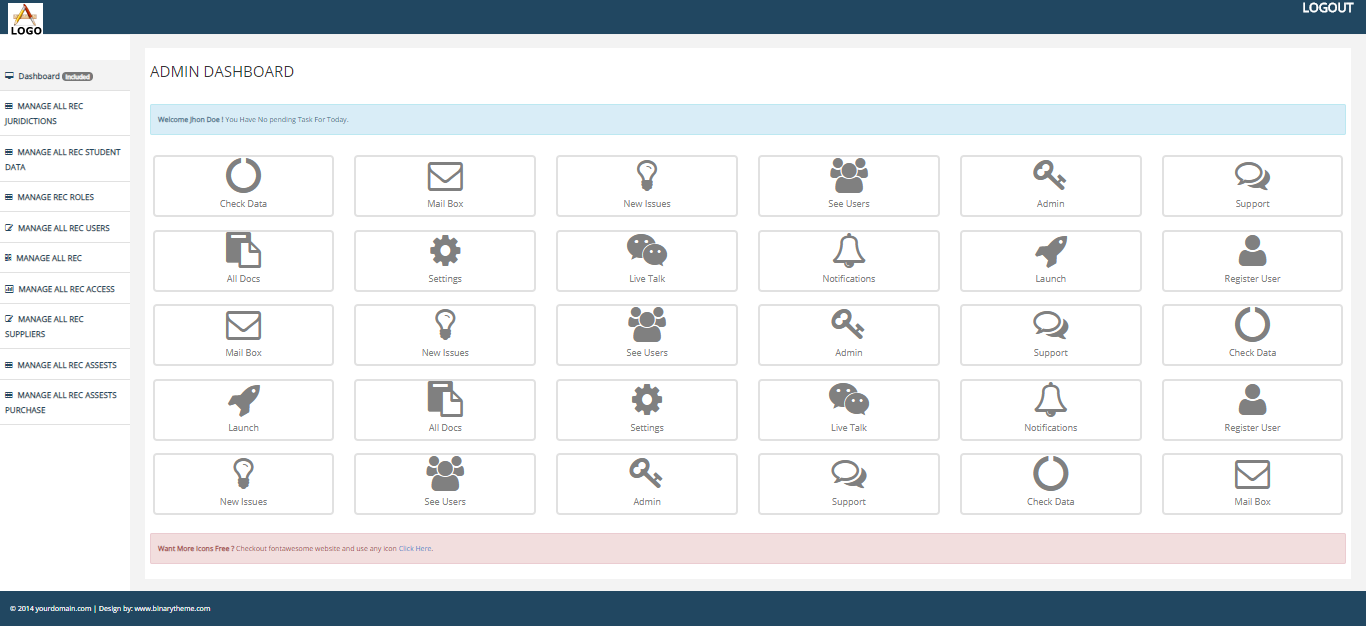 LOGO
LOGOUT
Dashboard Included
MANAGE ALL REC
JURIDICTIONS
MANAGE ALL REC STUDENT
DATA
MANAGE REC ROLES
MANAGE ALL REC USERS
MANAGE ALL REC
MANAGE ALL REC ACCESS
MANAGE ALL REC
SUPPLIERS
MANAGE ALL REC ASSESTS
MANAGE ALL REC ASSESTS
PURCHASE
ADMIN DASHBOARD
Welcome Jhon Doe ! You Have No pending Task For Today.
Check Data
Mail Box
New Issues
See Users
Admin
Support
All Docs
Settings
Live Talk
Notifications
Launch
Register User
Mail Box
New Issues
See Users
Admin
Support
Check Data
Launch
All Docs
Settings
Live Talk
Notifications
Register User
New Issues
See Users
Admin
Support
Check Data
Mail Box
Want More Icons Free ? Checkout fontawesome website and use any icon Click Here.
© 2014 yourdomain.com | Design by: www.binarytheme.com